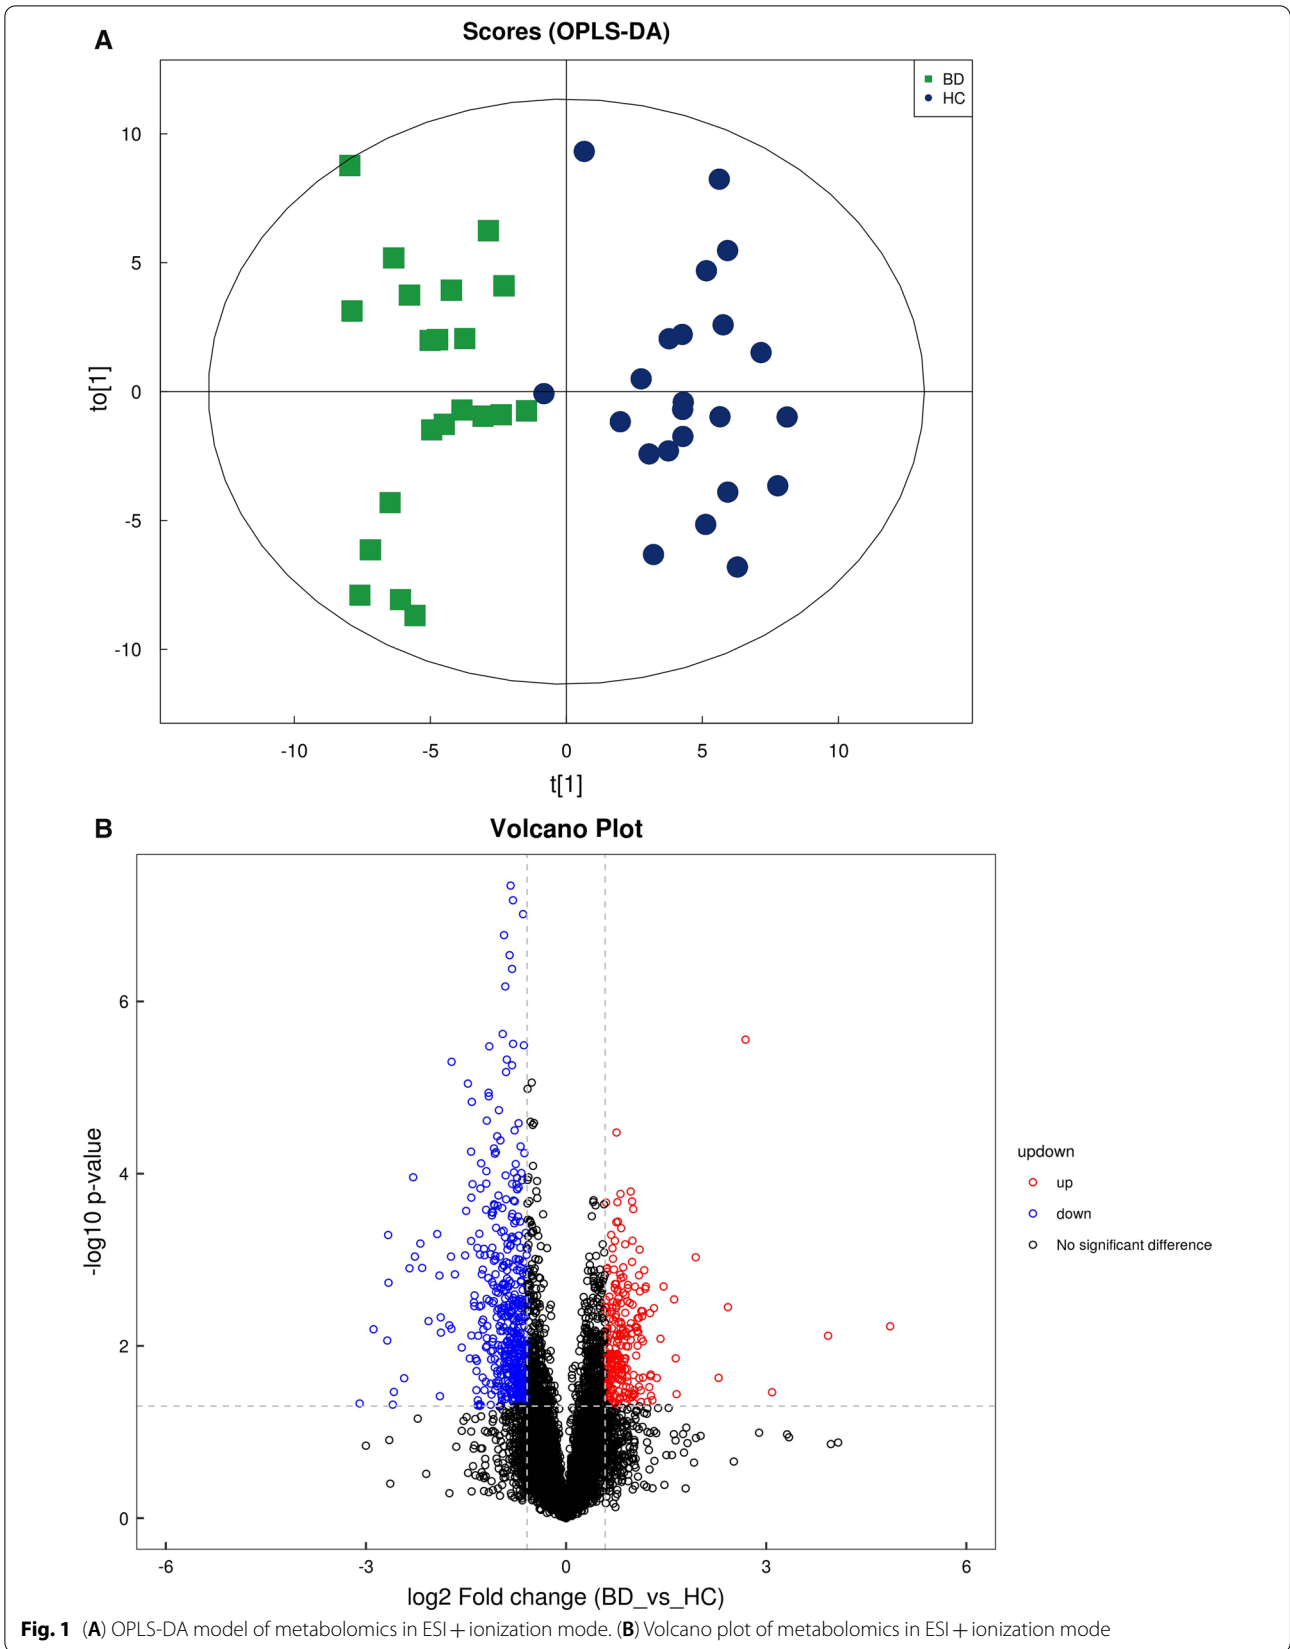 A
Scores (OPLS-DA)
BD
HC
10
5
0
-5
-10
to[1]
-10 -5 0 5 10
t[1]
B
Volcano Plot
6
4
2
0
-log10 p-value
updown
up
down
No significant difference
-6 -3 0 3 6
log2 Fold change (BD_vs_HC)
Fig. 1 (A) OPLS-DA model of metabolomics in ESI + ionization mode. (B) Volcano plot of metabolomics in ESI + ionization mode